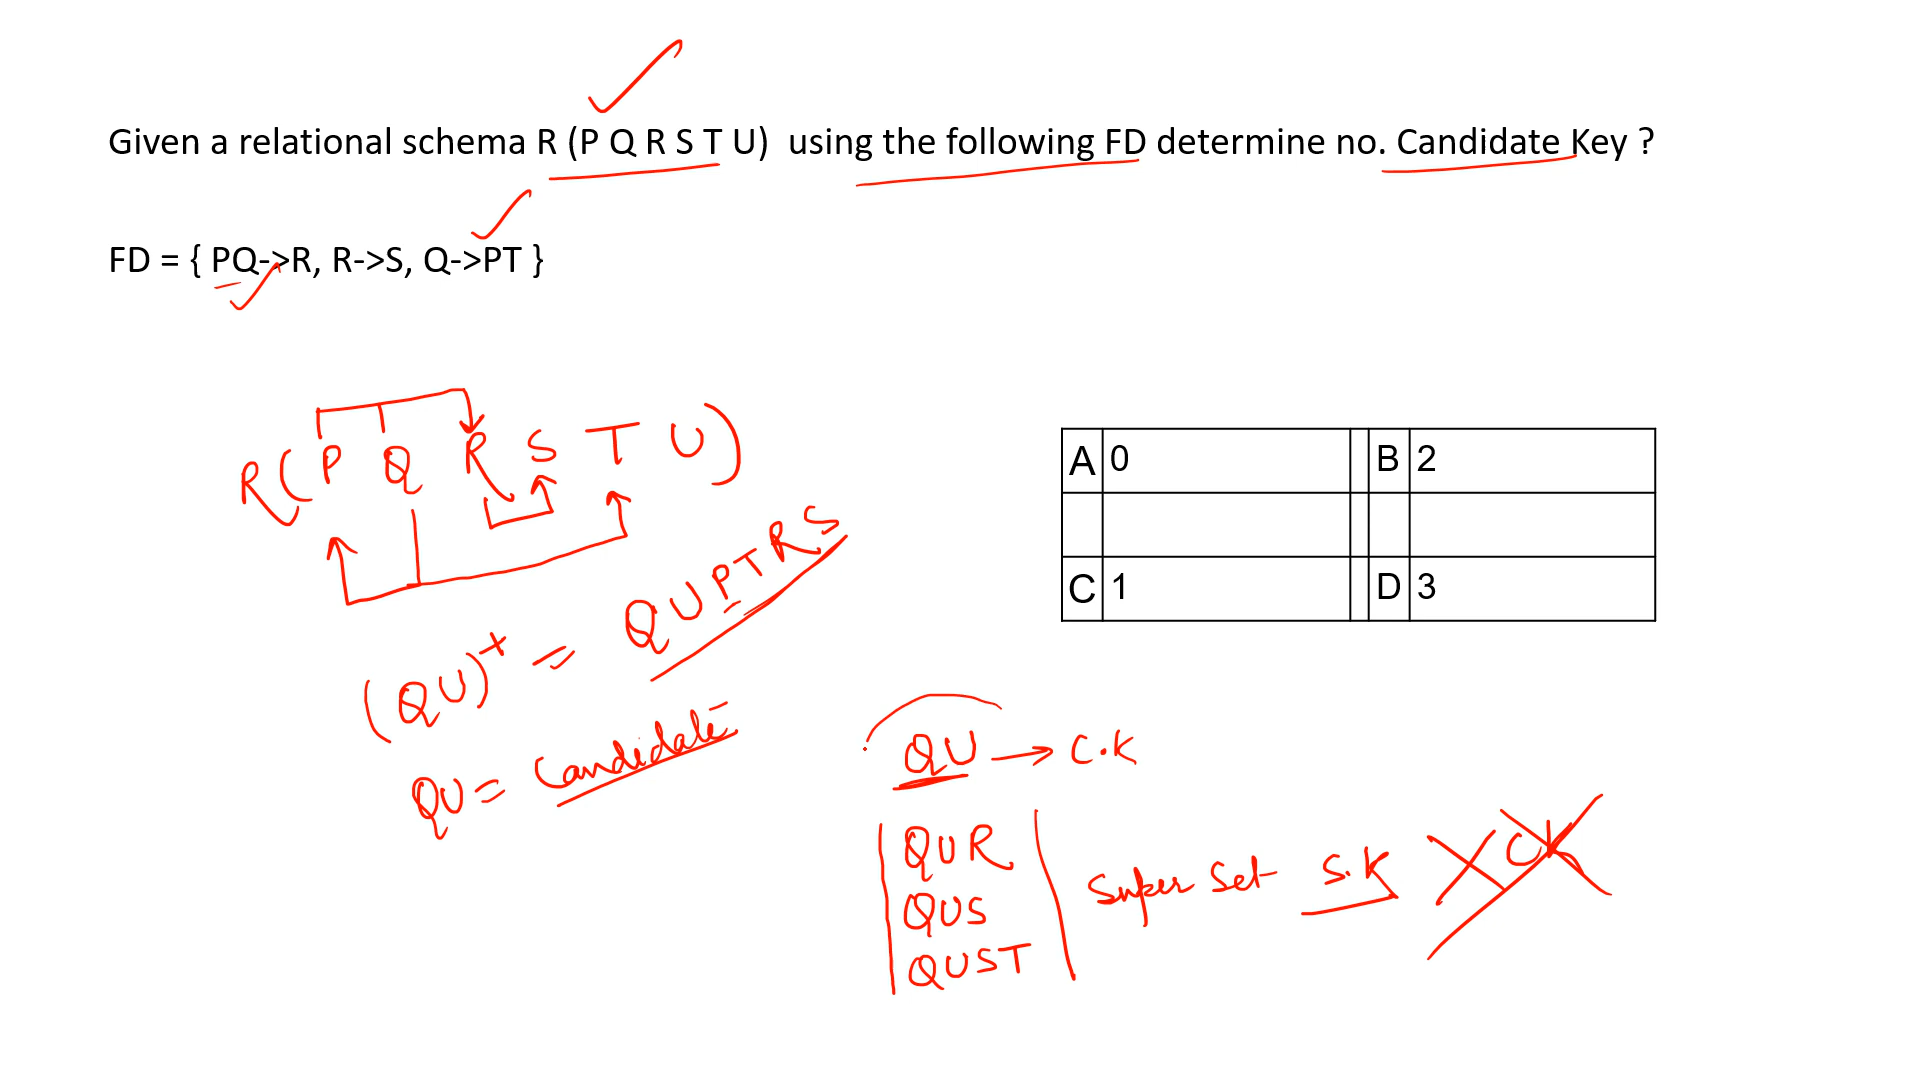 Given a relational schema R (P Q R S T U)  using the following FD determine no. Candidate Key ?
FD = { PQ->R, R->S, Q->PT }
R(P Q R S T U)
A 0 B 2
C 1 D 3
(QU)+ = QUPTRS
QU = Candidate
QU → C.K
QUR
QUS
QUST
Super Set S.K X CK